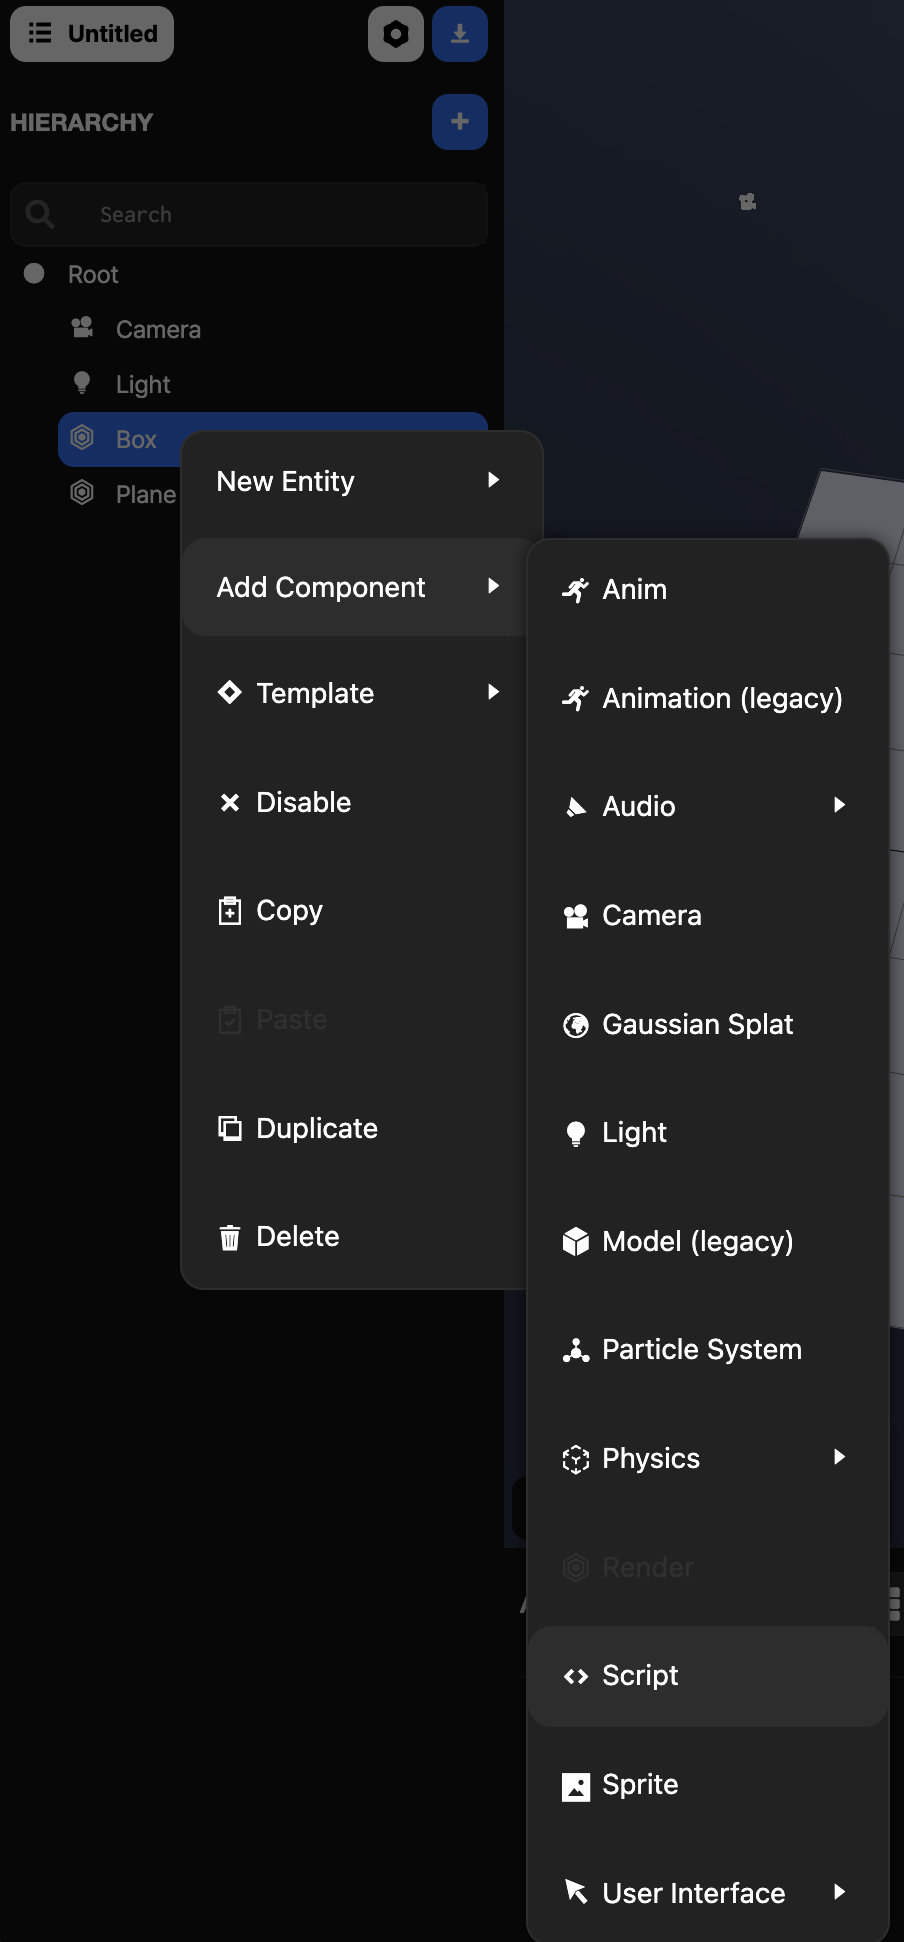 Untitled
HIERARCHY
Search
Root
Camera
Light
Box
Plane
New Entity
Add Component
Template
Disable
Copy
Paste
Duplicate
Delete
Anim
Animation (legacy)
Audio
Camera
Gaussian Splat
Light
Model (legacy)
Particle System
Physics
Render
Script
Sprite
User Interface